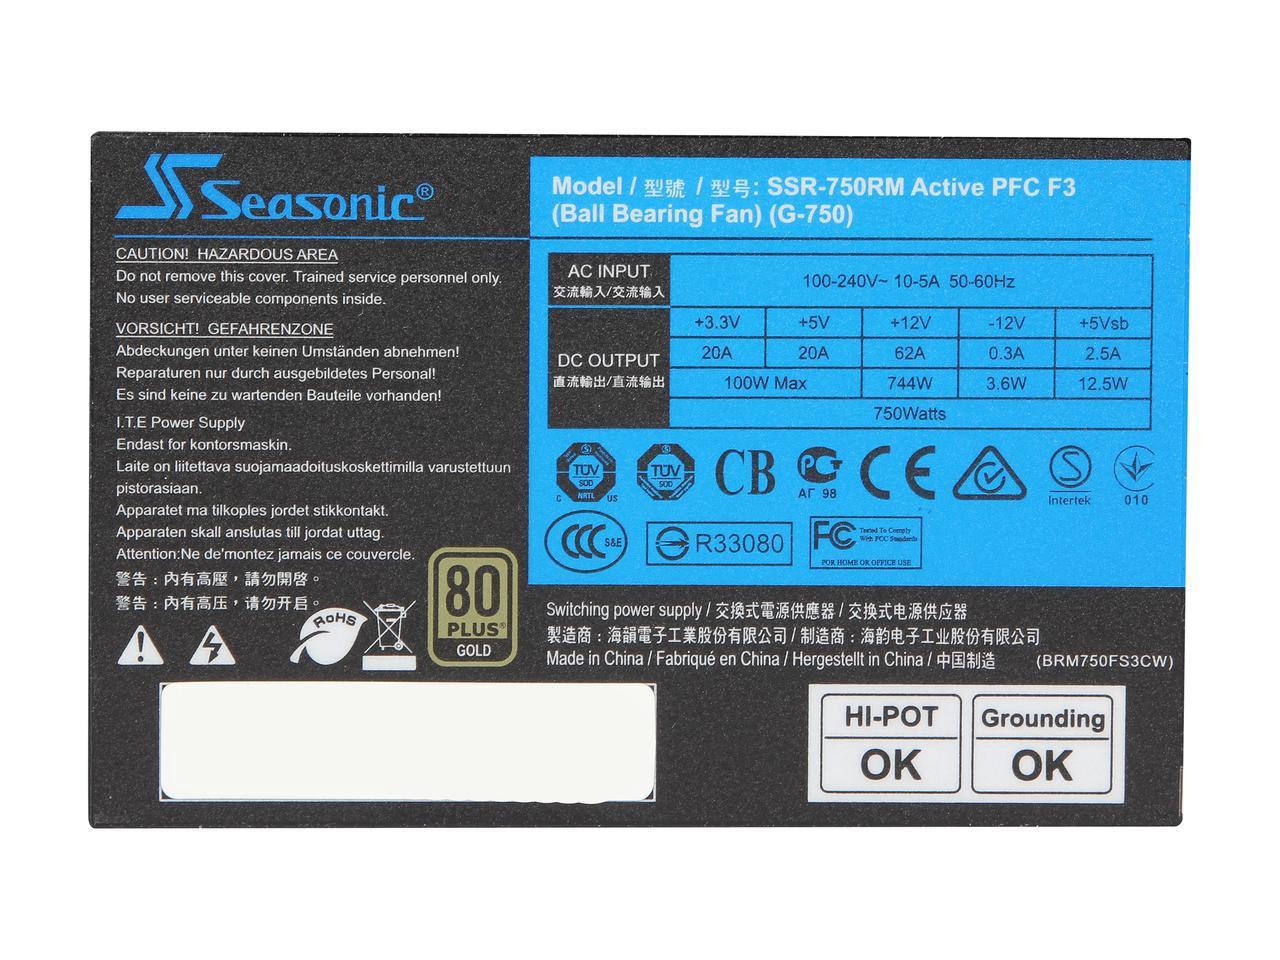 Seasonic®
CAUTION! HAZARDOUS AREA
Do not remove this cover. Trained service personnel only.
No user serviceable components inside.
VORSICHT! GEFAHRENZONE
Abdeckungen unter keinen Umständen abnehmen!
Reparaturen nur durch ausgebildetes Personal!
Es sind keine zu wartenden Bauteile vorhanden!
I.T.E Power Supply
Endast for kontorsmaskin.
Laite on liitettava suojamaadoituskoskettimilla varustettuun
pistorasiaan.
Apparatet ma tilkoples jordet stikkontakt.
Apparaten skall anslutas till jordat uttag.
Attention:Ne de'montez jamais ce couvercle.
警告：內有高壓，請勿開啓。
警告：内有高压，请勿开启。
RoHS
80
PLUS®
GOLD
Model / 型號 / 型号: SSR-750RM Active PFC F3
(Ball Bearing Fan) (G-750)
AC INPUT
交流輸入/交流输入
100-240V~ 10-5A 50-60Hz
DC OUTPUT
直流輸出/直流输出
+3.3V +5V +12V -12V +5Vsb
20A 20A 62A 0.3A 2.5A
100W Max 744W 3.6W 12.5W
750Watts
TÜV SÜD NRTL C US
TÜV SÜD
CB
PG АГ 98
CE
S Intertek
010
CCC S&E
R33080
FC Tested To Comply
With FCC Standards
FOR HOME OR OFFICE USE
Switching power supply / 交換式電源供應器 / 交换式电源供应器
製造商：海韻電子工業股份有限公司 / 制造商：海韵电子工业股份有限公司
Made in China / Fabriqué en China / Hergestellt in China / 中国制造 (BRM750FS3CW)
HI-POT
OK
Grounding
OK